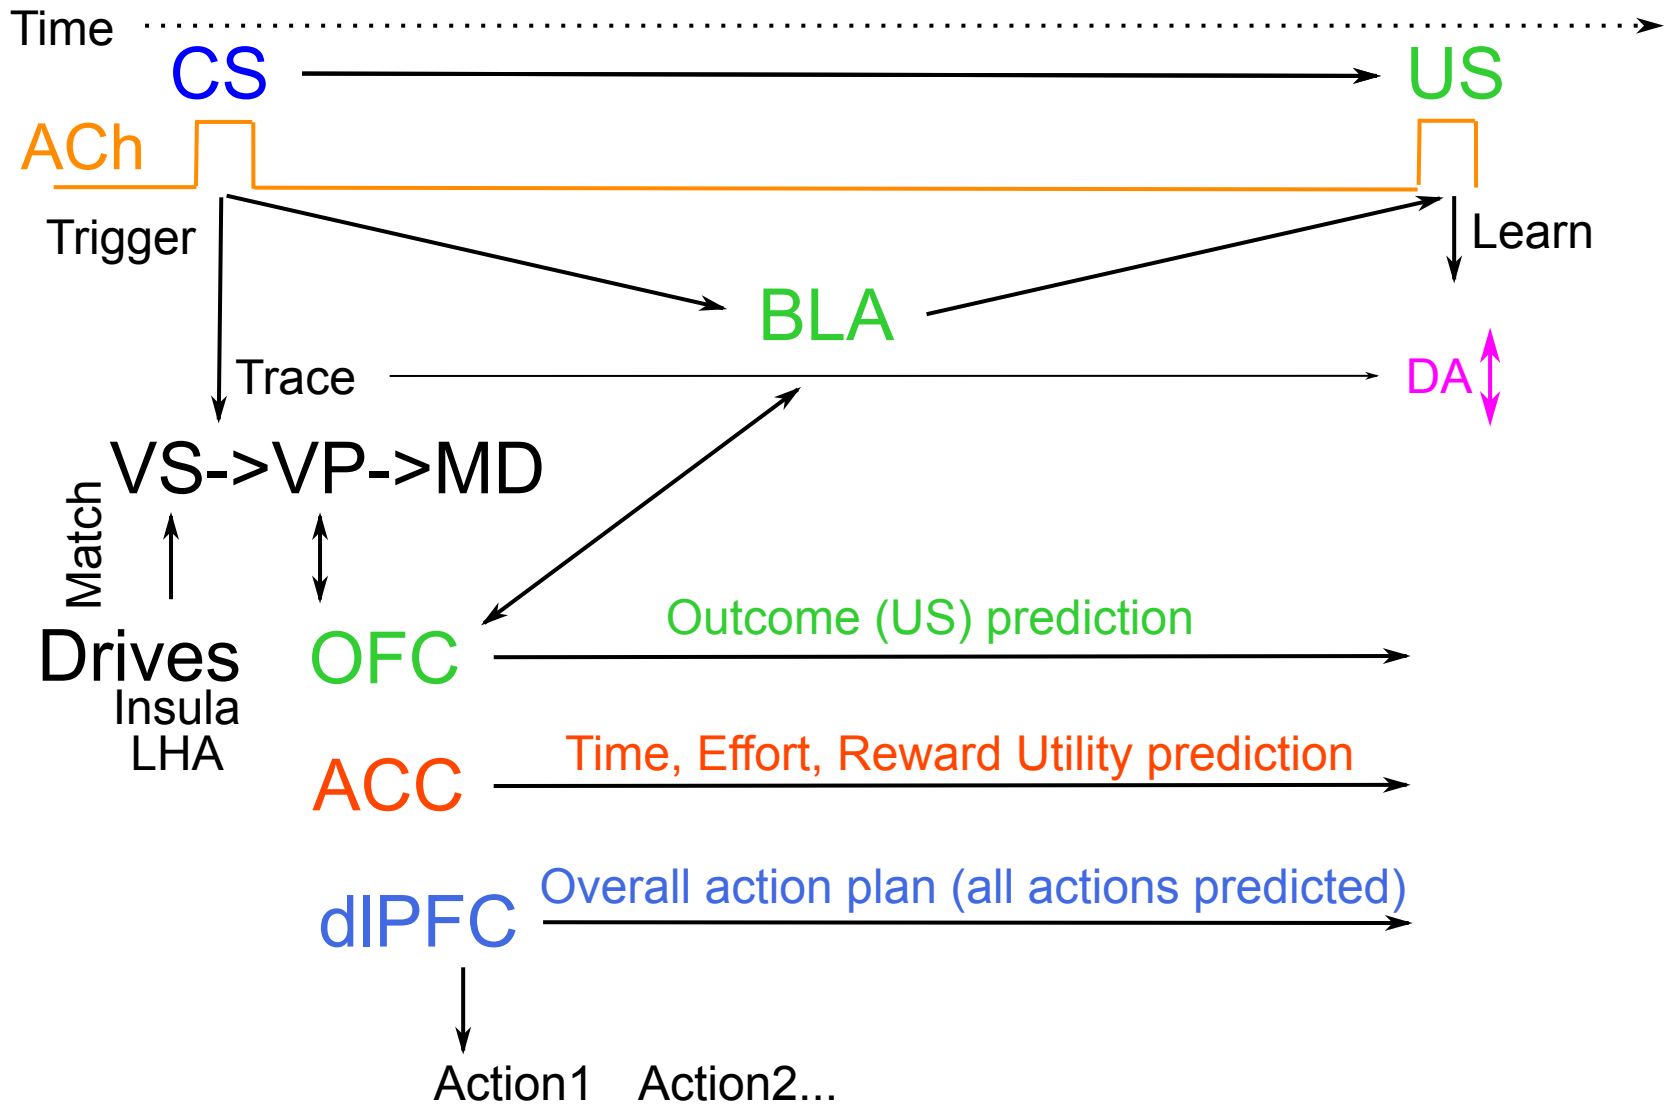 Time
CS
US
ACh
Trigger
Learn
BLA
Trace
DA
VS->VP->MD
Match
Outcome (US) prediction
Drives
OFC
Insula
LHA
Time, Effort, Reward Utility prediction
ACC
Overall action plan (all actions predicted)
dlPFC
Action1 Action2...